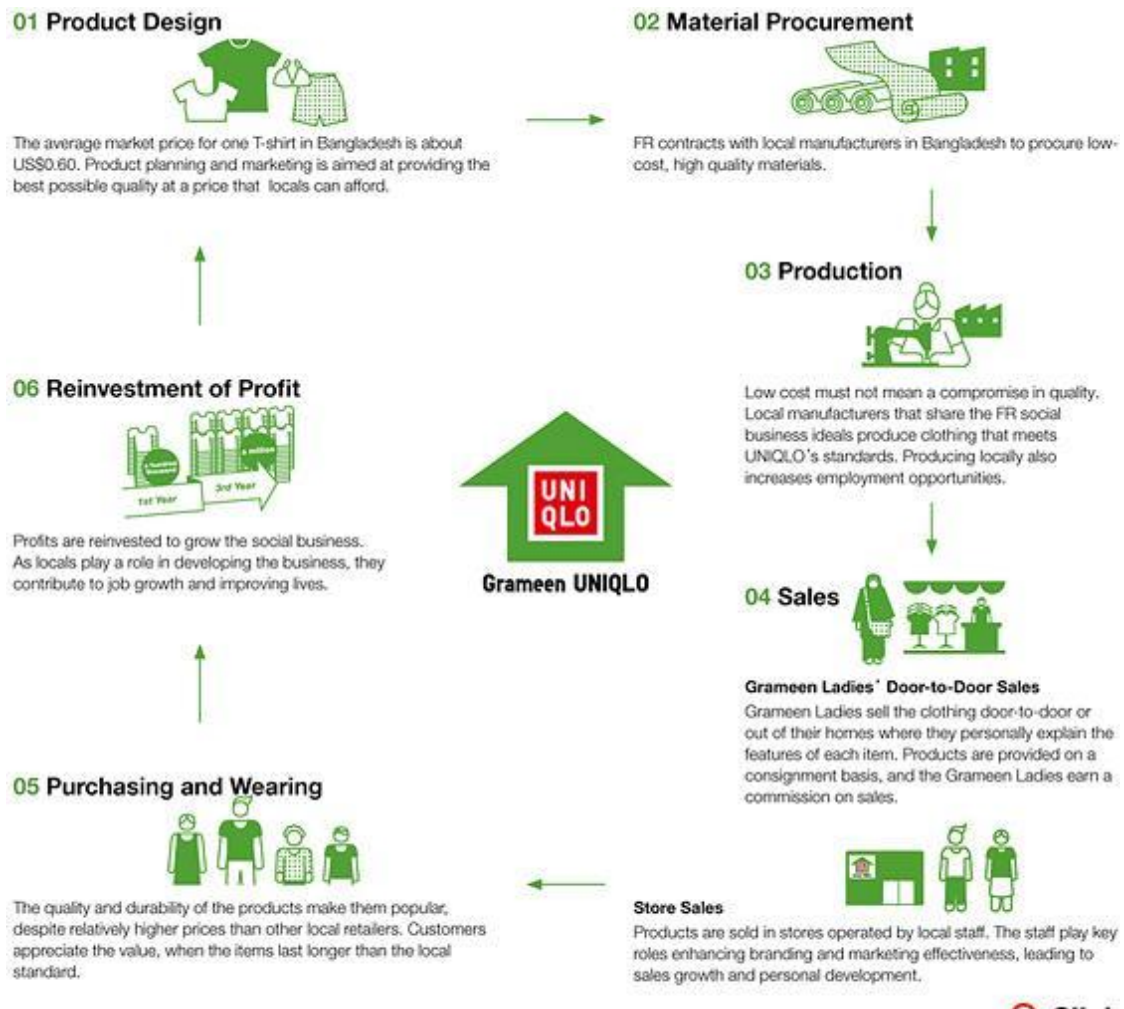 01 Product Design
The average market price for one T-shirt in Bangladesh is about
US$0.60. Product planning and marketing is aimed at providing the
best possible quality at a price that locals can afford.
02 Material Procurement
FR contracts with local manufacturers in Bangladesh to procure low-
cost, high quality materials.
03 Production
Low cost must not mean a compromise in quality.
Local manufacturers that share the FR social
business ideals produce clothing that meets
UNIQLO's standards. Producing locally also
increases employment opportunities.
04 Sales
Grameen Ladies' Door-to-Door Sales
Grameen Ladies sell the clothing door-to-door or
out of their homes where they personally explain the
features of each item. Products are provided on a
consignment basis, and the Grameen Ladies earn a
commission on sales.
Store Sales
Products are sold in stores operated by local staff. The staff play key
roles enhancing branding and marketing effectiveness, leading to
sales growth and personal development.
05 Purchasing and Wearing
The quality and durability of the products make them popular,
despite relatively higher prices than other local retailers. Customers
appreciate the value, when the items last longer than the local
standard.
06 Reinvestment of Profit
a million
1st Year
3rd Year
Profits are reinvested to grow the social business.
As locals play a role in developing the business, they
contribute to job growth and improving lives.
UNI
QLO
Grameen UNIQLO